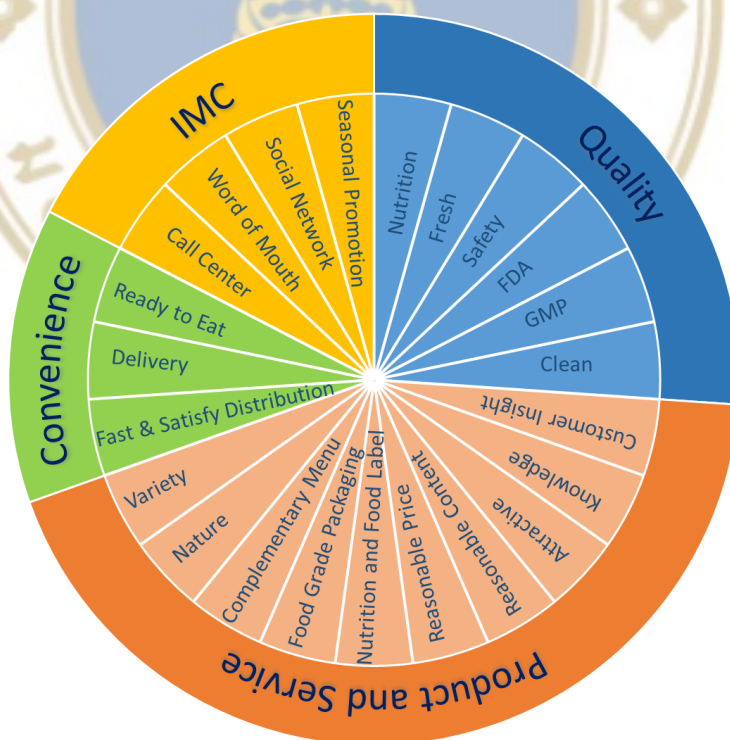 IMC
Seasonal Promotion
Social Network
Word of Mouth
Call Center
Quality
Nutrition
Fresh
Safety
FDA
GMP
Clean
Product and Service
Customer Insight
Knowledge
Attractive
Reasonable Content
Reasonable Price
Nutrition and Food Label
Food Grade Packaging
Complementary Menu
Nature
Variety
Convenience
Fast & Satisfy Distribution
Delivery
Ready to Eat